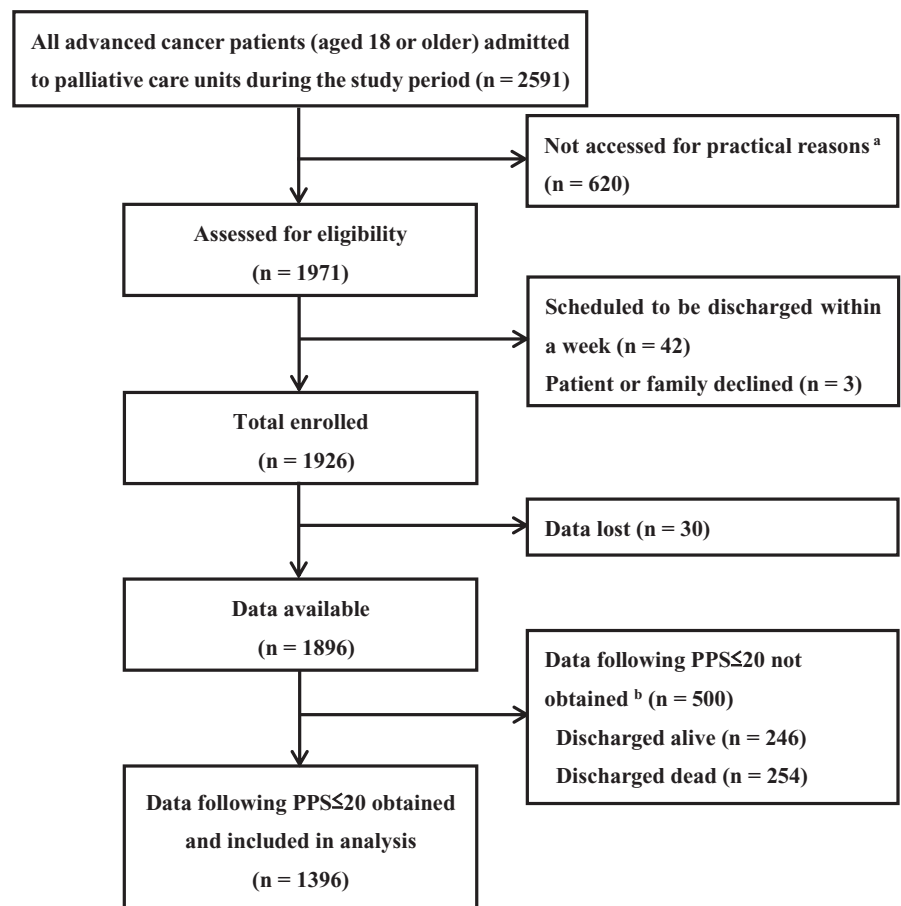 All advanced cancer patients (aged 18 or older) admitted
to palliative care units during the study period (n = 2591)
Not accessed for practical reasons ᵃ
(n = 620)
Assessed for eligibility
(n = 1971)
Scheduled to be discharged within
a week (n = 42)
Patient or family declined (n = 3)
Total enrolled
(n = 1926)
Data lost (n = 30)
Data available
(n = 1896)
Data following PPS≤20 not
obtained ᵇ (n = 500)
Discharged alive (n = 246)
Discharged dead (n = 254)
Data following PPS≤20 obtained
and included in analysis
(n = 1396)